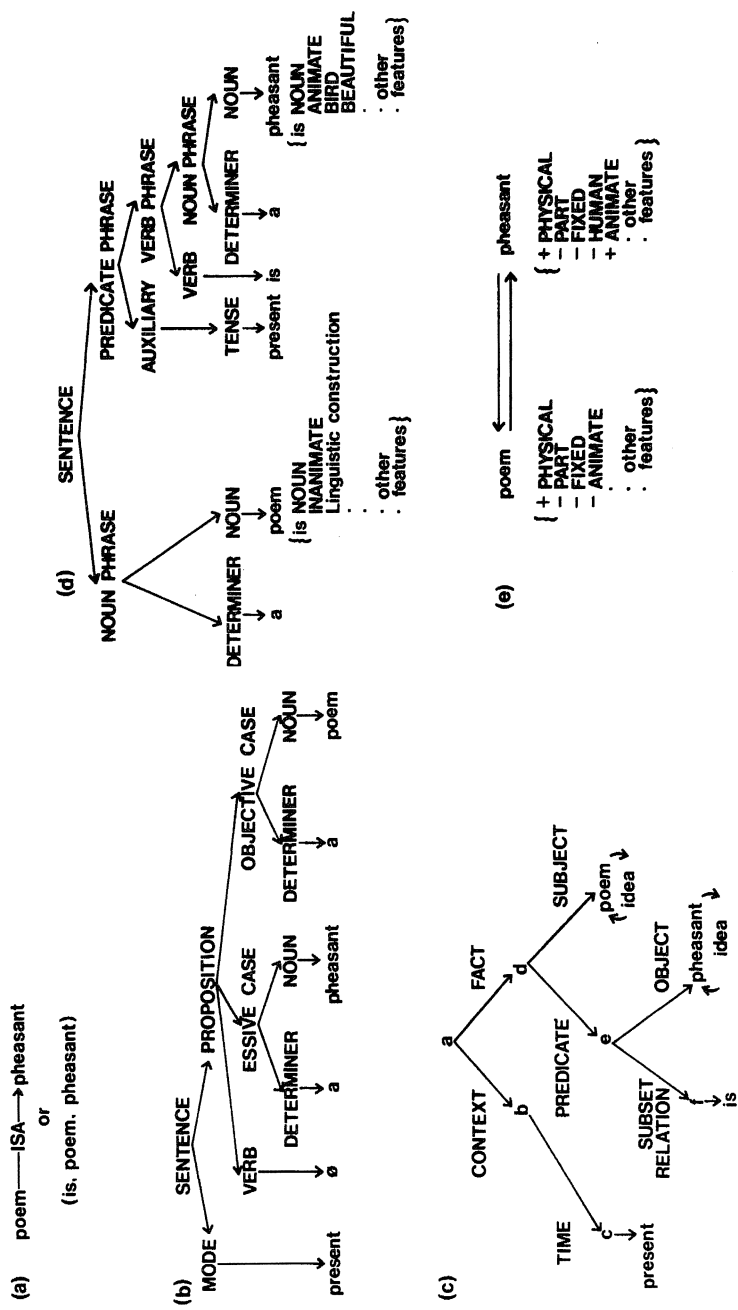 (a) poem ISA pheasant
or
(is, poem, pheasant)
(b)
SENTENCE
MODE PROPOSITION
VERB ESSIVE CASE OBJECTIVE CASE
DETERMINER NOUN DETERMINER NOUN
present ø a pheasant a poem
(c)
a
CONTEXT FACT
b d
TIME PREDICATE SUBJECT
c e poem
idea
present
SUBSET
RELATION
OBJECT
f pheasant
idea
is
(d)
SENTENCE
NOUN PHRASE PREDICATE PHRASE
AUXILIARY VERB PHRASE
VERB NOUN PHRASE
DETERMINER NOUN TENSE DETERMINER NOUN
a poem present is a pheasant
{is NOUN
INANIMATE
Linguistic construction
.
. other
. features}
{is NOUN
ANIMATE
BIRD
BEAUTIFUL
.
. other
. features}
(e)
poem pheasant
{+ PHYSICAL
− PART
− FIXED
− ANIMATE
.
. other
. features}
{+ PHYSICAL
− PART
− FIXED
− HUMAN
+ ANIMATE
. other
. features}